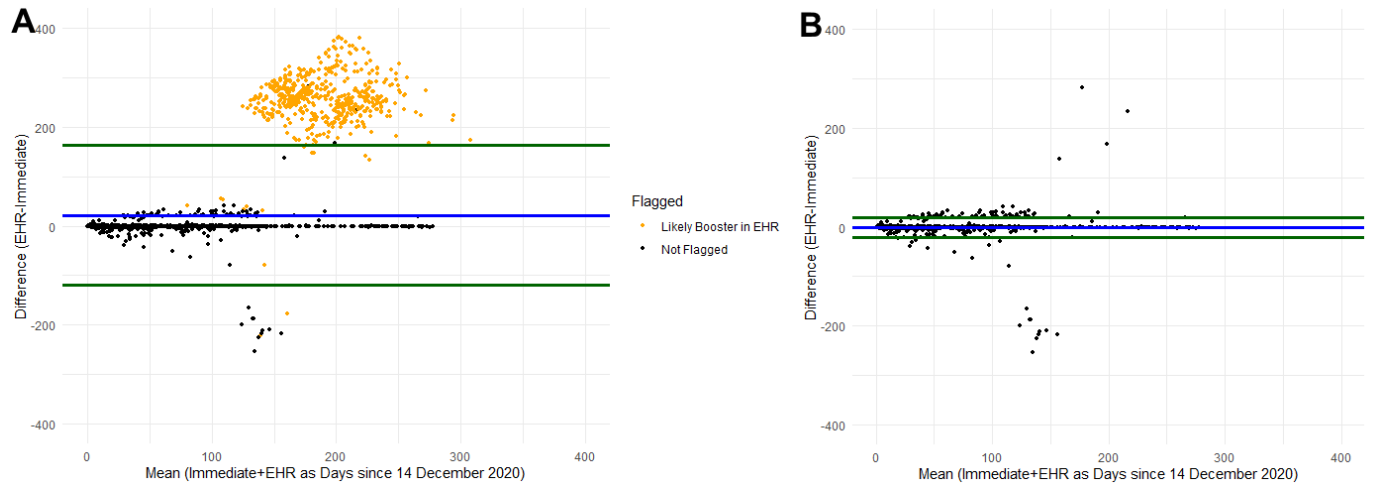 A
400
200
0
-200
-400
Difference (EHR-Immediate)
0
100
200
300
400
Mean (Immediate+EHR as Days since 14 December 2020)
Flagged
Likely Booster in EHR
Not Flagged
B
400
200
0
-200
-400
Difference (EHR-Immediate)
0
100
200
300
400
Mean (Immediate+EHR as Days since 14 December 2020)